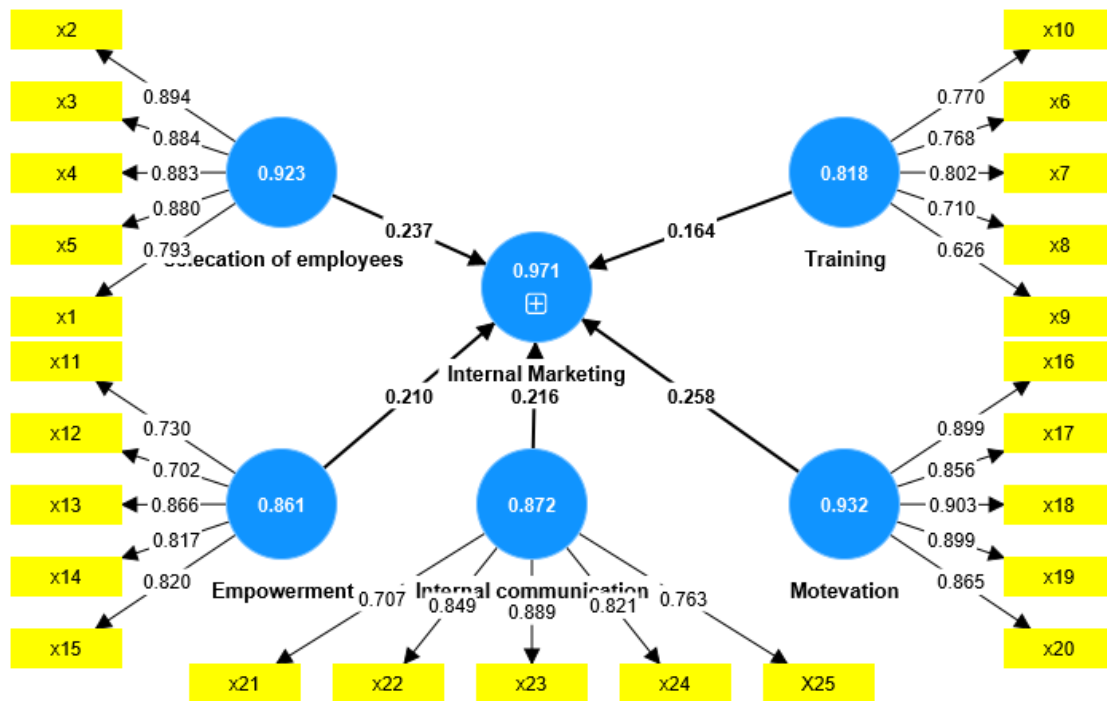 x2
x10
0.894
0.770
x3
x6
0.884
0.768
x4
0.883
0.923
0.818
0.802
x7
0.880
0.710
0.237
0.164
x5
x8
0.793
0.626
Selecation of employees
Training
0.971
x1
x9
x11
x16
Internal Marketing
0.210
0.216
0.258
0.730
0.899
x12
x17
0.702
0.856
x13
0.866
0.861
0.872
0.932
0.903
x18
0.817
0.899
x14
x19
0.820
0.865
Empowerment
Internal communication
Motevation
0.707
0.849
0.889
0.821
0.763
x15
x20
x21
x22
x23
x24
X25